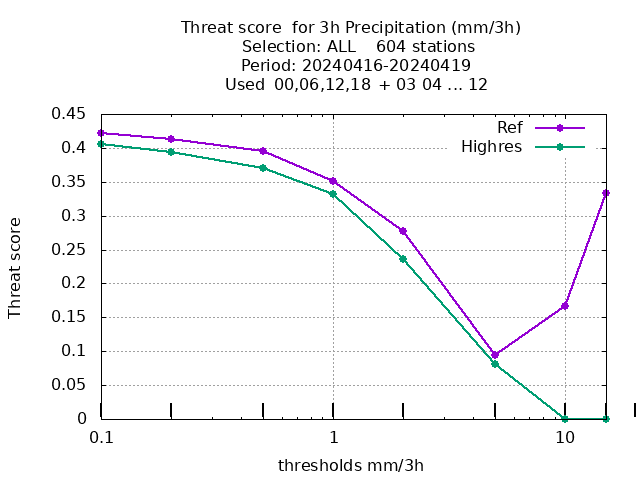 Threat score  for 3h Precipitation (mm/3h)
Selection: ALL    604 stations
Period: 20240416-20240419
Used  00,06,12,18 + 03 04 ... 12
Ref
Highres
0.45
0.4
0.35
0.3
0.25
0.2
0.15
0.1
0.05
0
Threat score
0.1
1
10
thresholds mm/3h